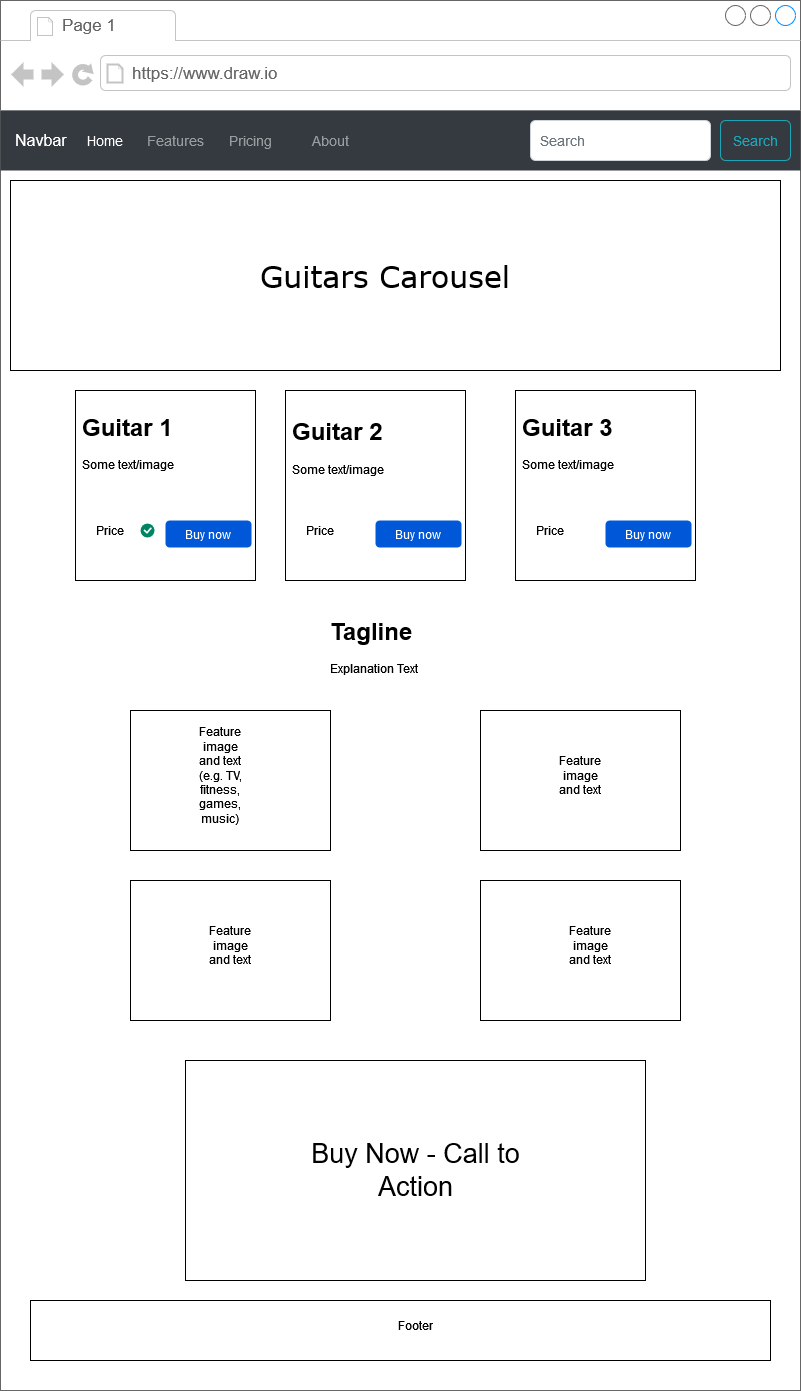 Page 1
https://www.draw.io
Navbar Home Features Pricing About Search Search
Guitars Carousel
Guitar 1
Some text/image
Price Buy now
Guitar 2
Some text/image
Price Buy now
Guitar 3
Some text/image
Price Buy now
Tagline
Explanation Text
Feature
image
and text
(e.g. TV,
fitness,
games,
music)
Feature
image
and text
Feature
image
and text
Feature
image
and text
Buy Now - Call to
Action
Footer